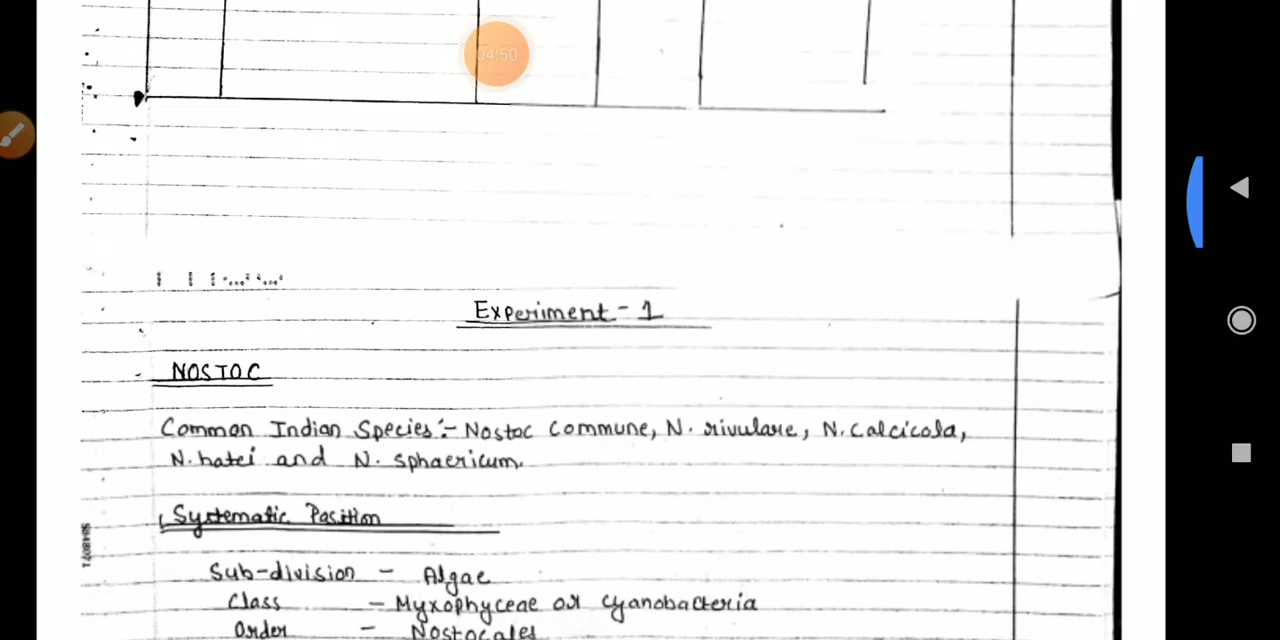 04:50
Experiment - 1
NOSTOC
Common Indian Species:- Nostoc Commune, N. rivulare, N. Calcicola,
N. hatei and N. sphaericum.
Systematic Position
Sub-division - Algae
Class - Myxophyceae or Cyanobacteria
Order - Nostocales